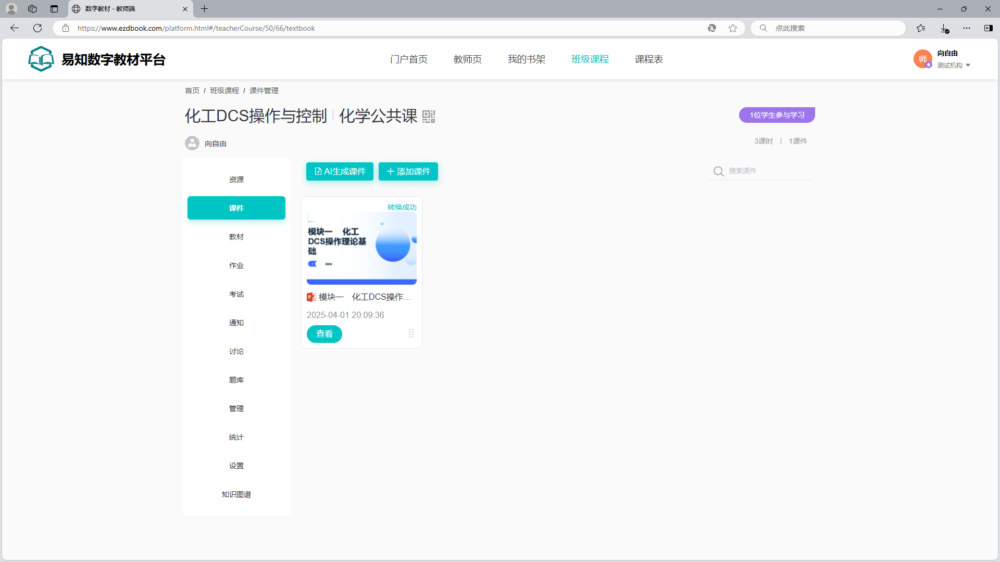 数字教材 - 教师端
https://www.ezdbook.com/platform.html#/teacherCourse/50/66/textbook
点此搜索
易知数字教材平台
门户首页
教师页
我的书架
班级课程
课程表
师
向自由
测试机构
首页 / 班级课程 / 课件管理
化工DCS操作与控制 化学公共课
1位学生参与学习
向自由
3课时 | 1课件
资源
课件
教材
作业
考试
通知
讨论
题库
管理
统计
设置
知识图谱
AI生成课件
添加课件
搜索课件
转换成功
模块一 化工
DCS操作理论基
础
模块一 化工DCS操作...
2025-04-01 20:09:36
查看